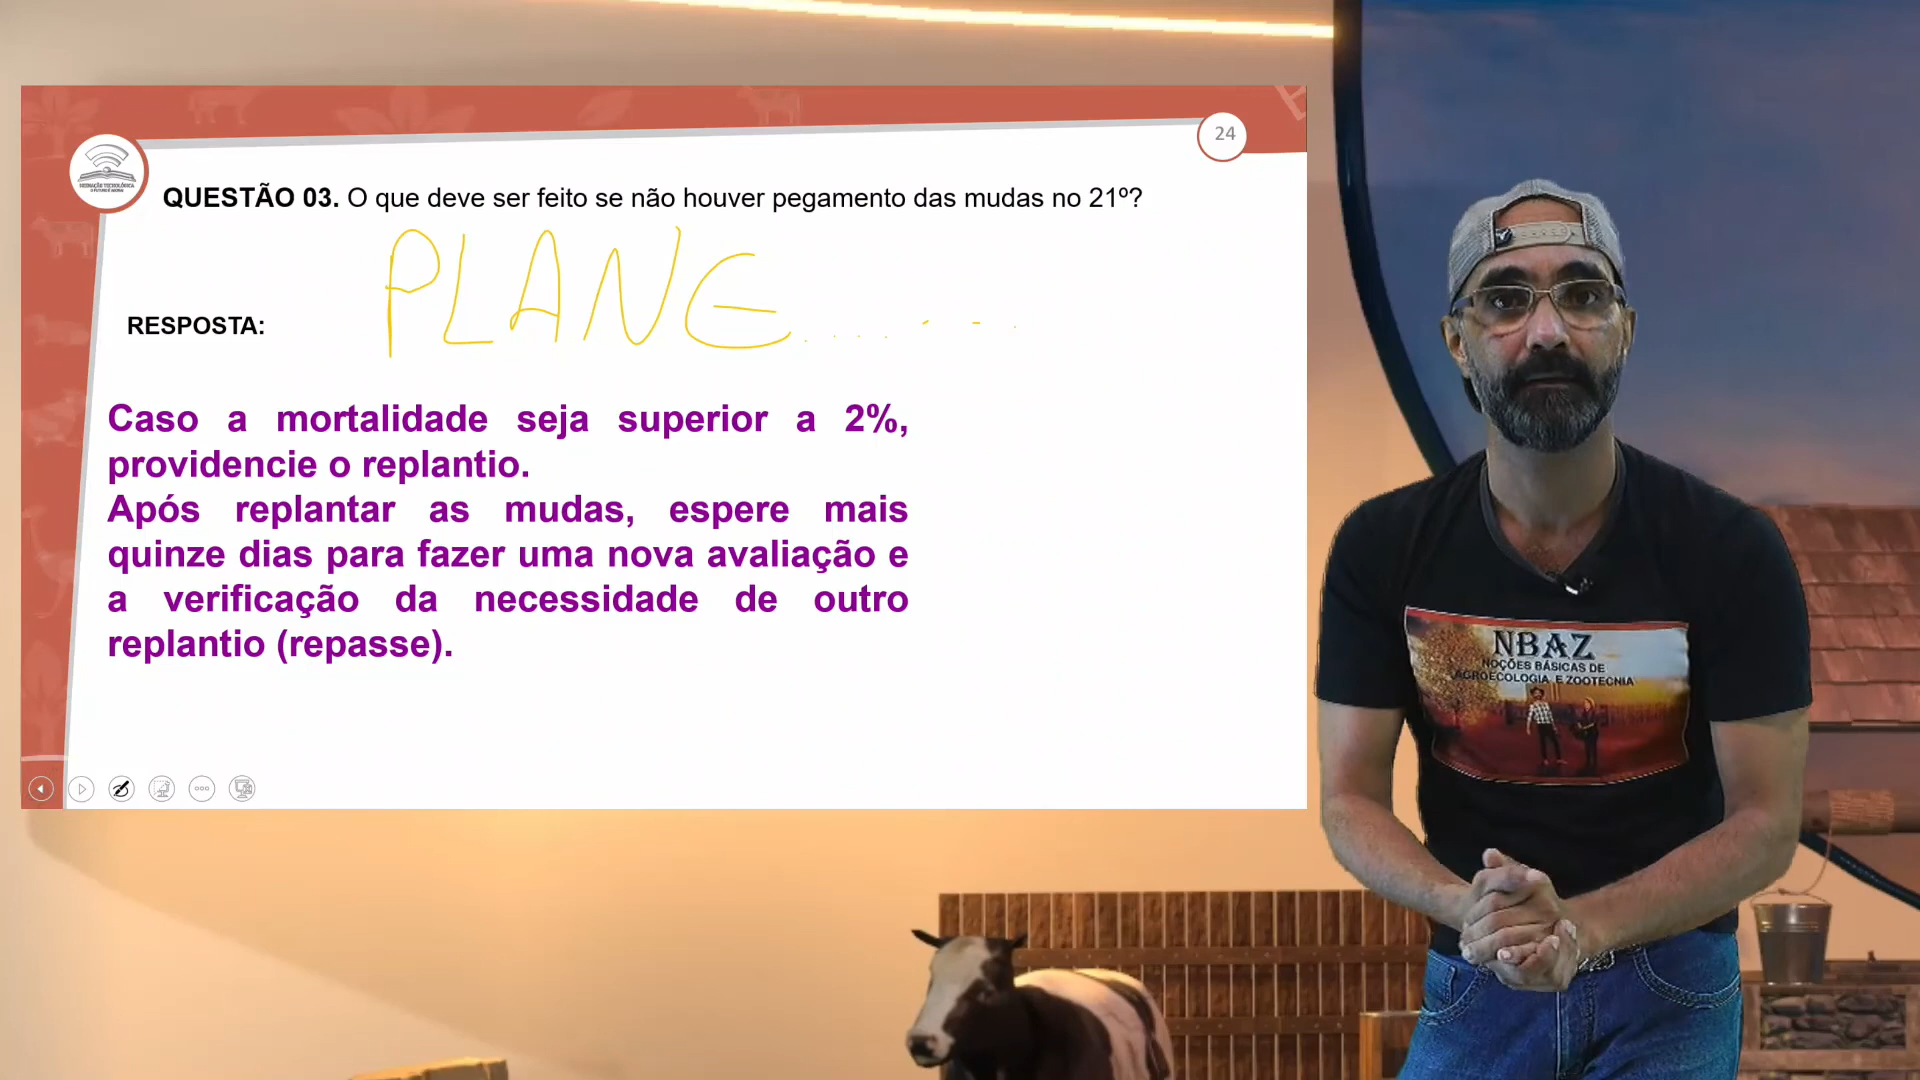 24
QUESTÃO 03. O que deve ser feito se não houver pegamento das mudas no 21º?
PLANE..........
RESPOSTA:
Caso a mortalidade seja superior a 2%,
providencie o replantio.
Após replantar as mudas, espere mais
quinze dias para fazer uma nova avaliação e
a verificação da necessidade de outro
replantio (repasse).
NBAZ
NOÇÕES BÁSICAS DE
AGROECOLOGIA E ZOOTECNIA